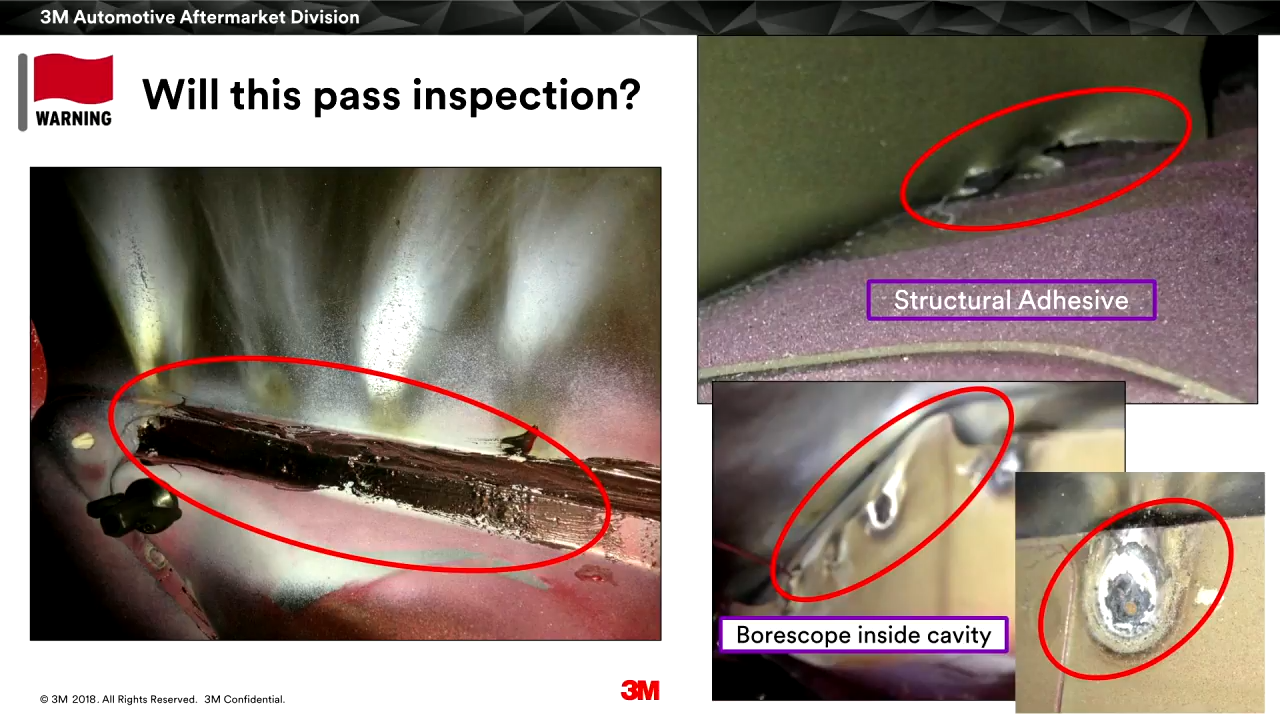 3M Automotive Aftermarket Division
WARNING
Will this pass inspection?
Structural Adhesive
Borescope inside cavity
© 3M 2018. All Rights Reserved. 3M Confidential.
3M